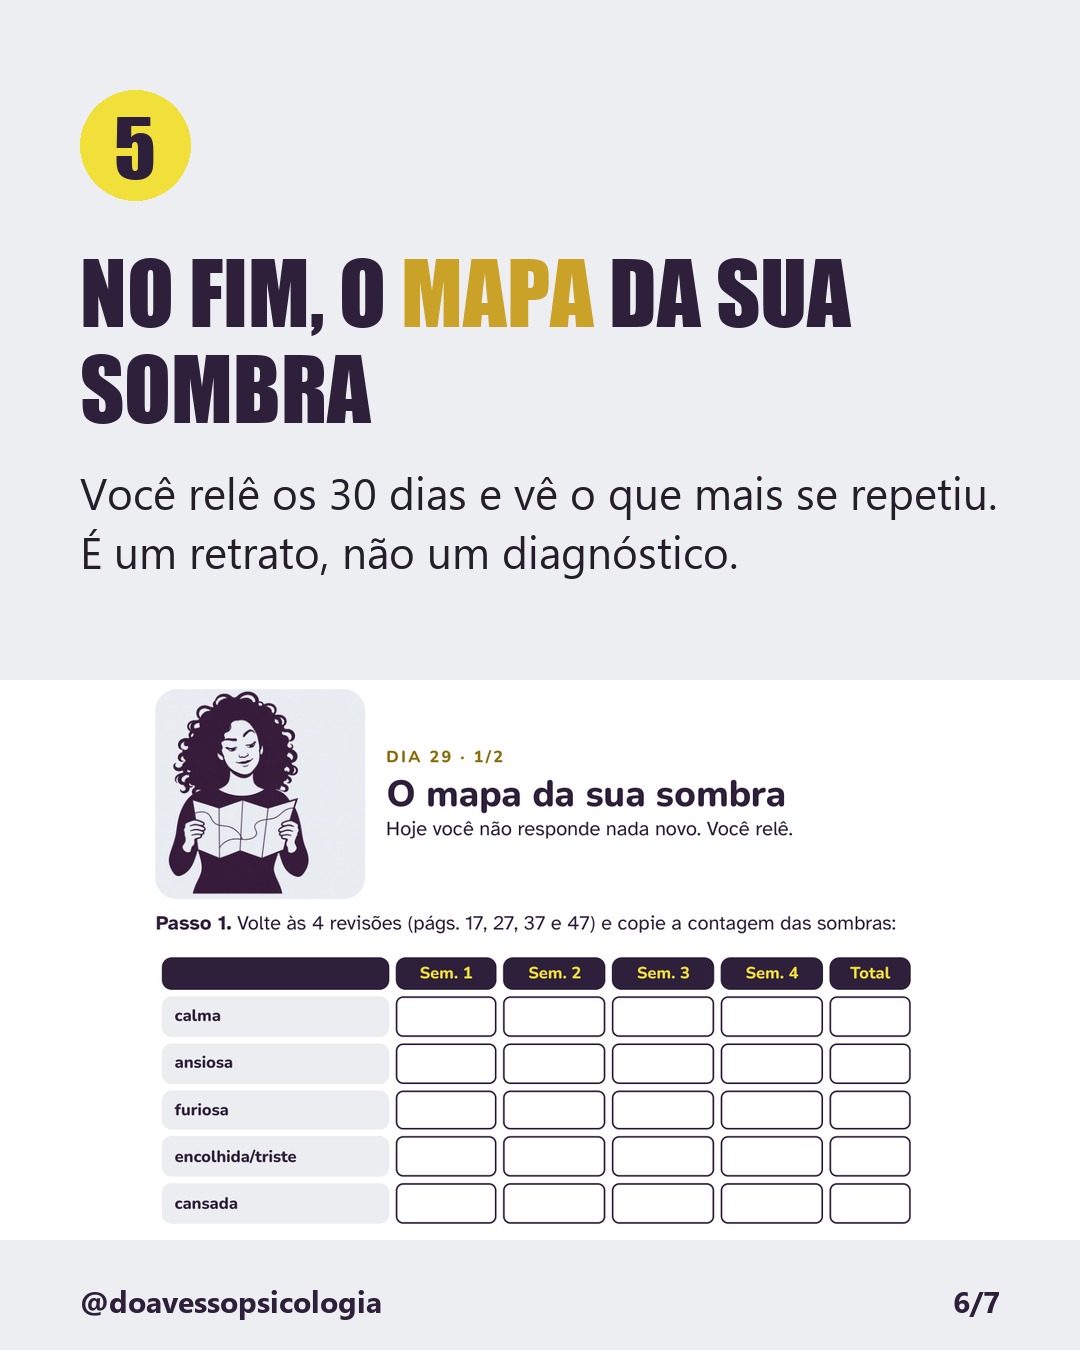 5
NO FIM, O MAPA DA SUA
SOMBRA
Você relê os 30 dias e vê o que mais se repetiu.
É um retrato, não um diagnóstico.
DIA 29 · 1/2
O mapa da sua sombra
Hoje você não responde nada novo. Você relê.
Passo 1. Volte às 4 revisões (págs. 17, 27, 37 e 47) e copie a contagem das sombras:
Sem. 1 Sem. 2 Sem. 3 Sem. 4 Total
calma
ansiosa
furiosa
encolhida/triste
cansada
@doavessopsicologia 6/7